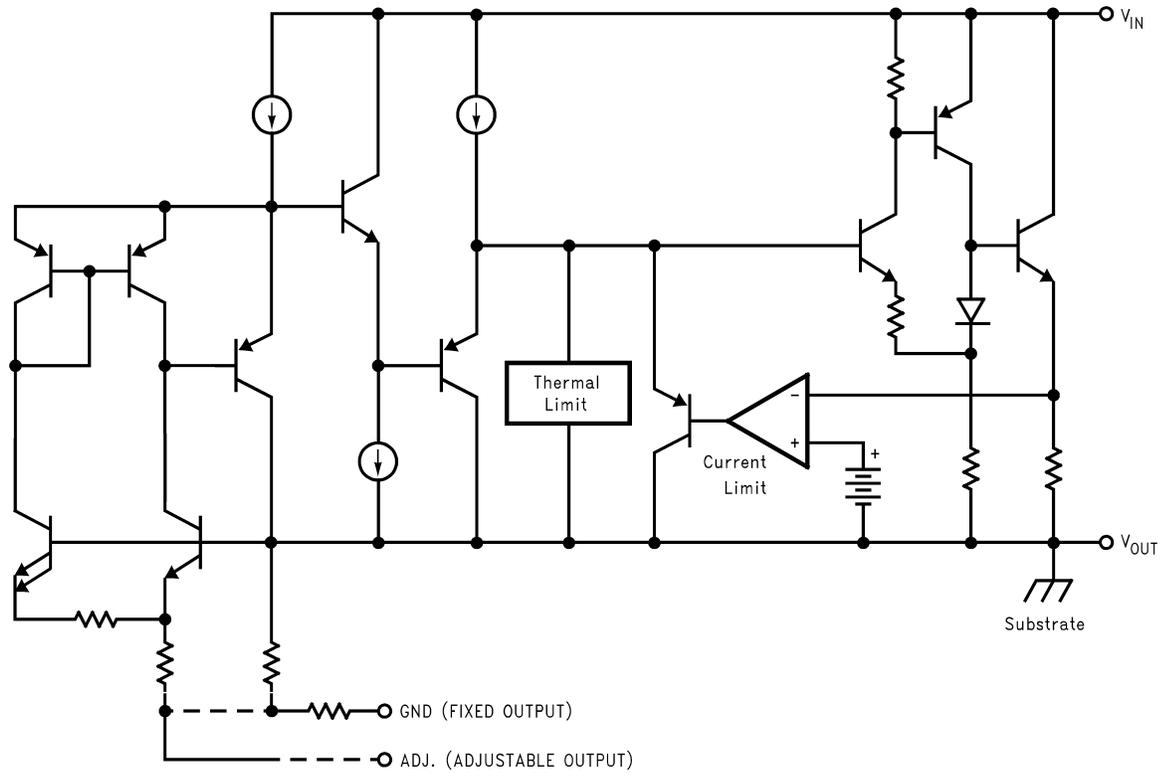 V_IN
Thermal
Limit
−
+
Current
Limit
+
V_OUT
Substrate
GND (FIXED OUTPUT)
ADJ. (ADJUSTABLE OUTPUT)